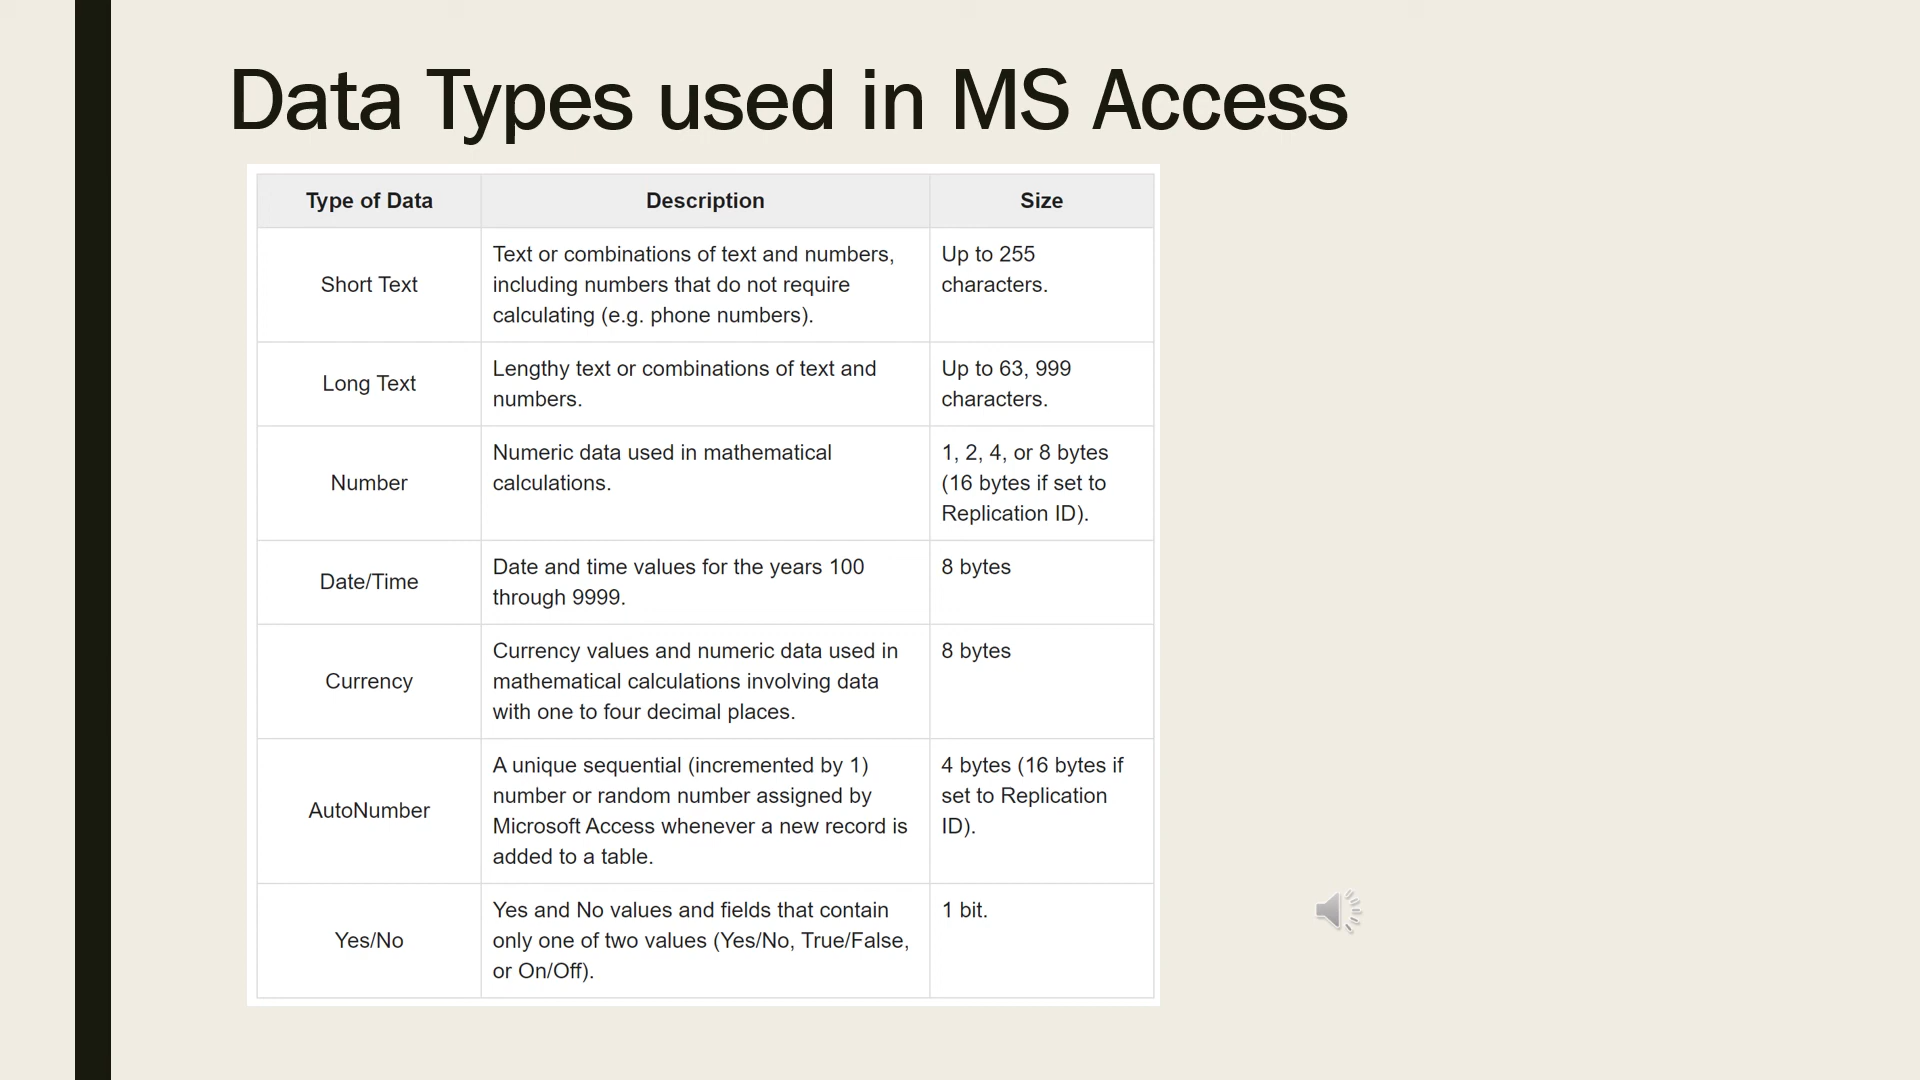 Data Types used in MS Access
Type of Data
Description
Size
Short Text
Text or combinations of text and numbers,
including numbers that do not require
calculating (e.g. phone numbers).
Up to 255
characters.
Long Text
Lengthy text or combinations of text and
numbers.
Up to 63, 999
characters.
Number
Numeric data used in mathematical
calculations.
1, 2, 4, or 8 bytes
(16 bytes if set to
Replication ID).
Date/Time
Date and time values for the years 100
through 9999.
8 bytes
Currency
Currency values and numeric data used in
mathematical calculations involving data
with one to four decimal places.
8 bytes
AutoNumber
A unique sequential (incremented by 1)
number or random number assigned by
Microsoft Access whenever a new record is
added to a table.
4 bytes (16 bytes if
set to Replication
ID).
Yes/No
Yes and No values and fields that contain
only one of two values (Yes/No, True/False,
or On/Off).
1 bit.